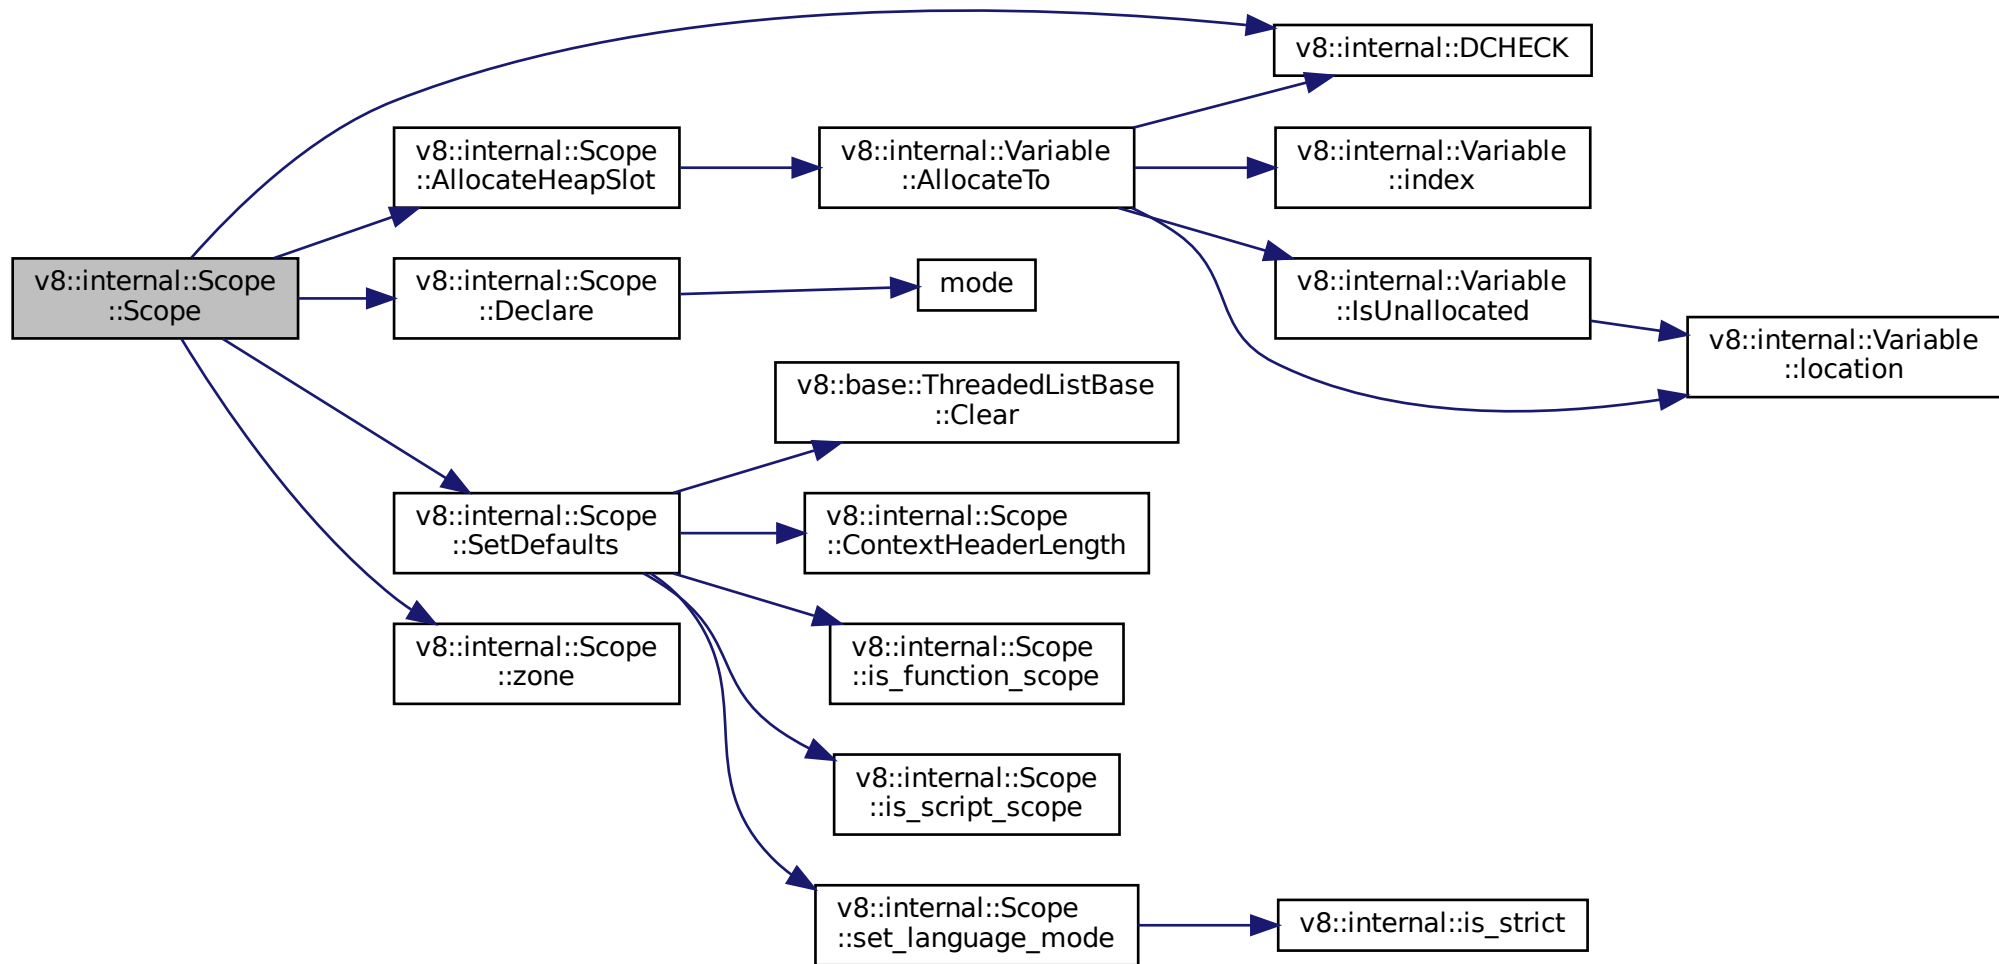 v8::internal::Scope
::Scope
v8::internal::DCHECK
v8::internal::Scope
::AllocateHeapSlot
v8::internal::Variable
::AllocateTo
v8::internal::Variable
::index
v8::internal::Variable
::IsUnallocated
v8::internal::Variable
::location
v8::internal::Scope
::Declare
mode
v8::internal::Scope
::SetDefaults
v8::base::ThreadedListBase
::Clear
v8::internal::Scope
::ContextHeaderLength
v8::internal::Scope
::is_function_scope
v8::internal::Scope
::is_script_scope
v8::internal::Scope
::set_language_mode
v8::internal::is_strict
v8::internal::Scope
::zone